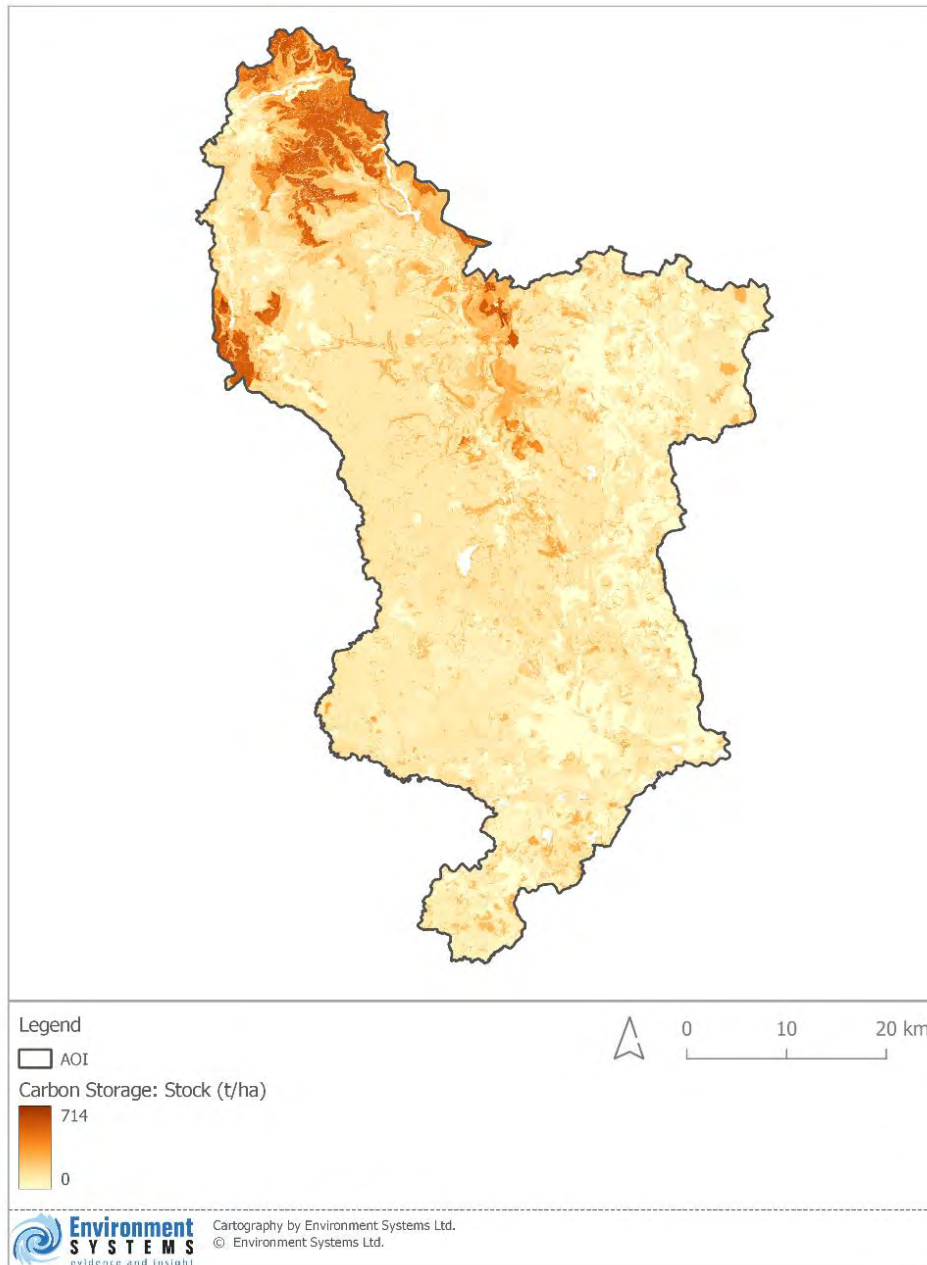 Legend
0 10 20 km
AOI
Carbon Storage: Stock (t/ha)
714
0
Environment
SYSTEMS
evidence and insight
Cartography by Environment Systems Ltd.
© Environment Systems Ltd.